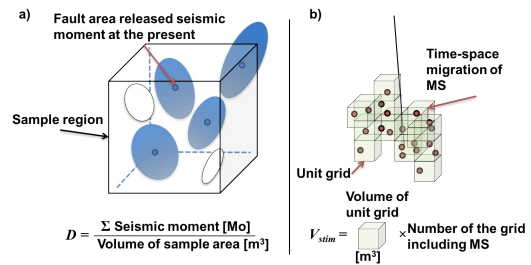 a)
Fault area released seismic
moment at the present
Sample region
D = Σ Seismic moment [Mo]
Volume of sample area [m³]
b)
Time-space
migration of
MS
Unit grid
Volume of
unit grid
Vstim = × Number of the grid
including MS
[m³]